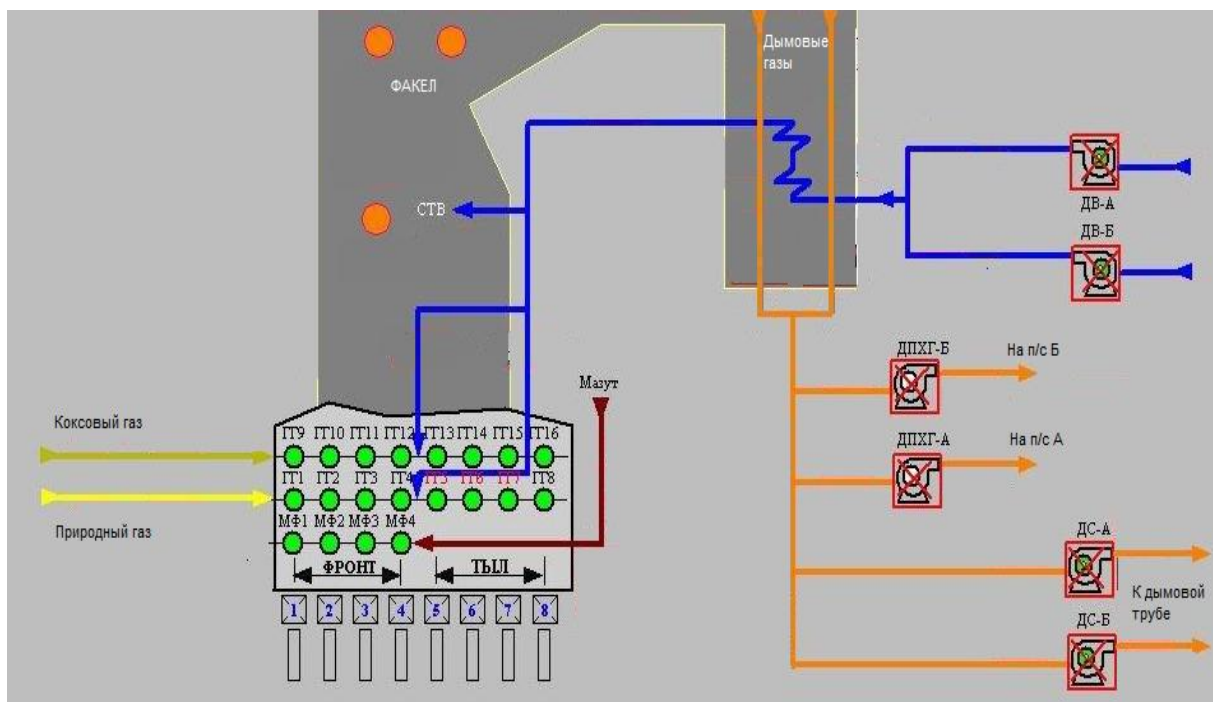 Дымовые
газы
ФАКЕЛ
СТВ
ДВ-А
ДВ-Б
ДПХГ-Б
На п/с Б
Мазут
Коксовый газ
ГТ9 ГТ10 ГТ11 ГТ12 ГТ13 ГТ14 ГТ15 ГТ16
ДПХГ-А
На п/с А
ГТ1 ГТ2 ГТ3 ГТ4 ГТ5 ГТ6 ГТ7 ГТ8
Природный газ
МФ1 МФ2 МФ3 МФ4
ФРОНТ ТЫЛ
ДС-А
К дымовой
трубе
1 2 3 4 5 6 7 8
ДС-Б